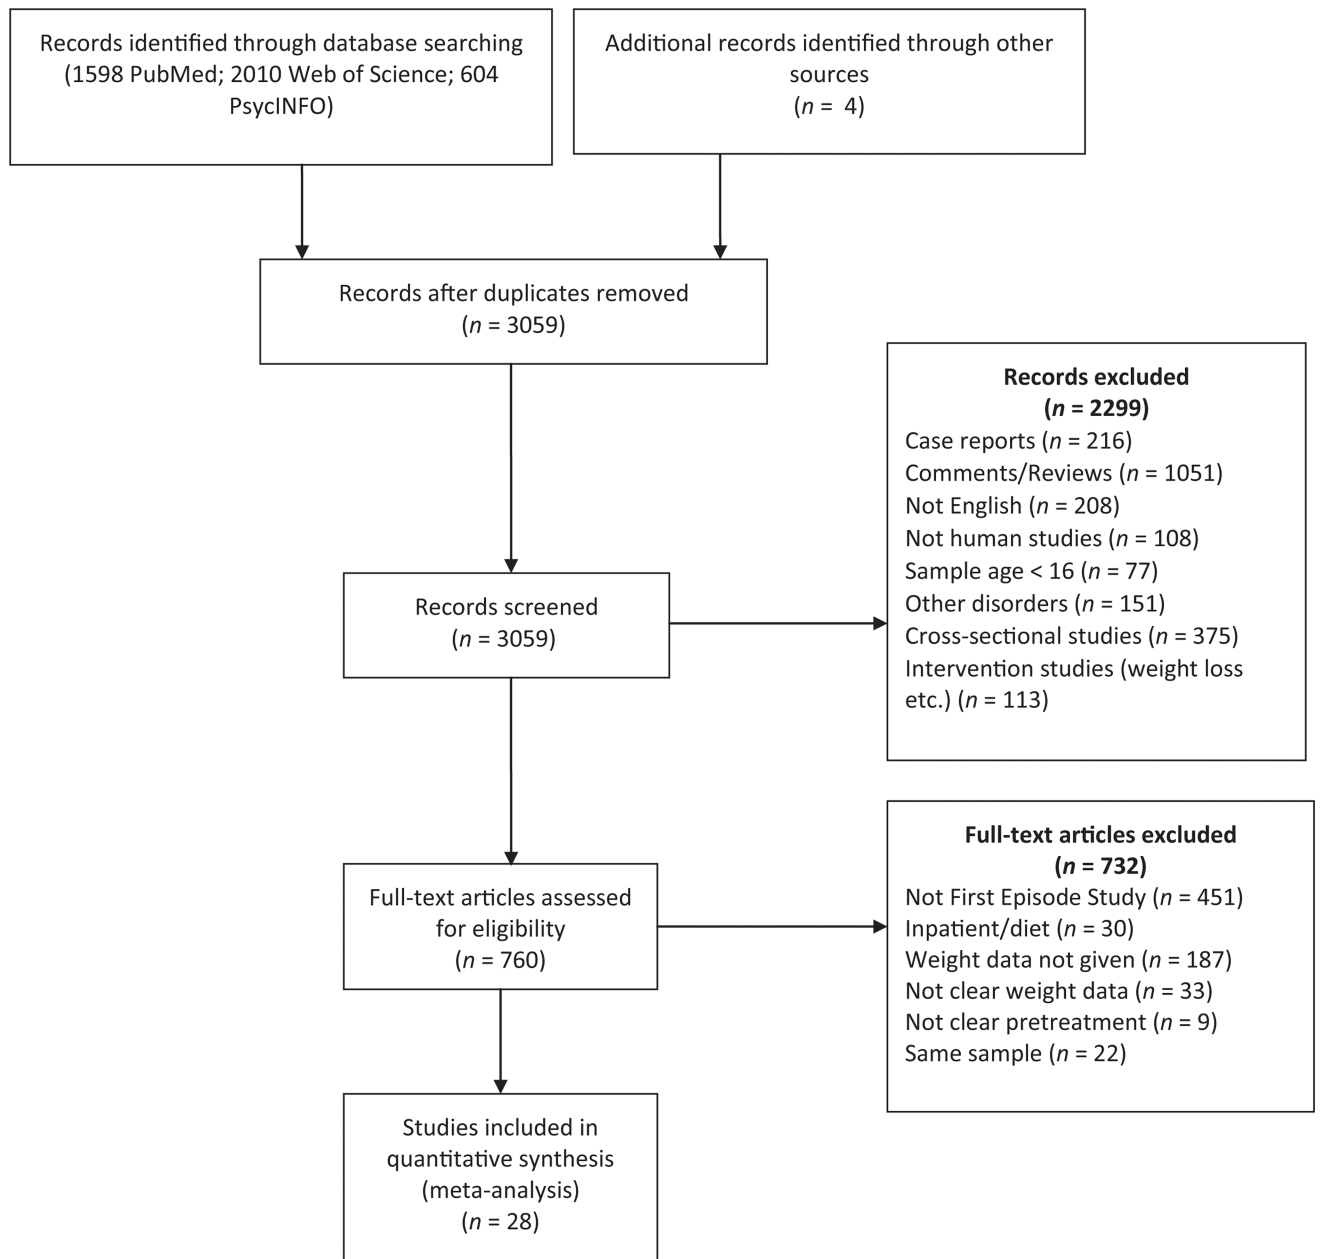 Records identified through database searching
(1598 PubMed; 2010 Web of Science; 604
PsycINFO)
Additional records identified through other
sources
(n = 4)
Records after duplicates removed
(n = 3059)
Records excluded
(n = 2299)
Case reports (n = 216)
Comments/Reviews (n = 1051)
Not English (n = 208)
Not human studies (n = 108)
Sample age < 16 (n = 77)
Other disorders (n = 151)
Cross-sectional studies (n = 375)
Intervention studies (weight loss
etc.) (n = 113)
Records screened
(n = 3059)
Full-text articles excluded
(n = 732)
Not First Episode Study (n = 451)
Inpatient/diet (n = 30)
Weight data not given (n = 187)
Not clear weight data (n = 33)
Not clear pretreatment (n = 9)
Same sample (n = 22)
Full-text articles assessed
for eligibility
(n = 760)
Studies included in
quantitative synthesis
(meta-analysis)
(n = 28)